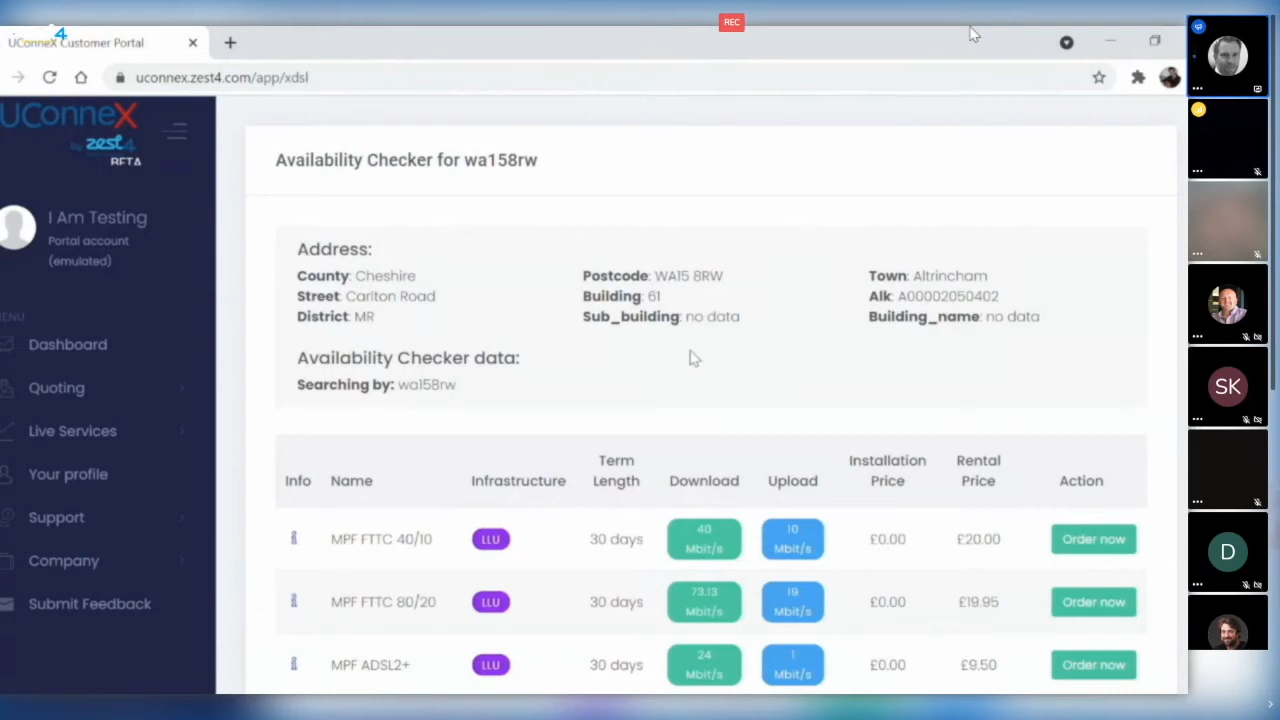 REC
4
UConneX Customer Portal
uconnex.zest4.com/app/xdsl
UConneX
by zest4
BETA
I Am Testing
Portal account
(emulated)
MENU
Dashboard
Quoting
Live Services
Your profile
Support
Company
Submit Feedback
Availability Checker for wa158rw
Address:
County: Cheshire Postcode: WA15 8RW Town: Altrincham
Street: Carlton Road Building: 61 Alk: A00002050402
District: MR Sub_building: no data Building_name: no data
Availability Checker data:
Searching by: wa158rw
Info Name Infrastructure Term Length Download Upload Installation Price Rental Price Action
MPF FTTC 40/10 LLU 30 days 40 Mbit/s 10 Mbit/s £0.00 £20.00 Order now
MPF FTTC 80/20 LLU 30 days 73.13 Mbit/s 19 Mbit/s £0.00 £19.95 Order now
MPF ADSL2+ LLU 30 days 24 Mbit/s 1 Mbit/s £0.00 £9.50 Order now
SK
D